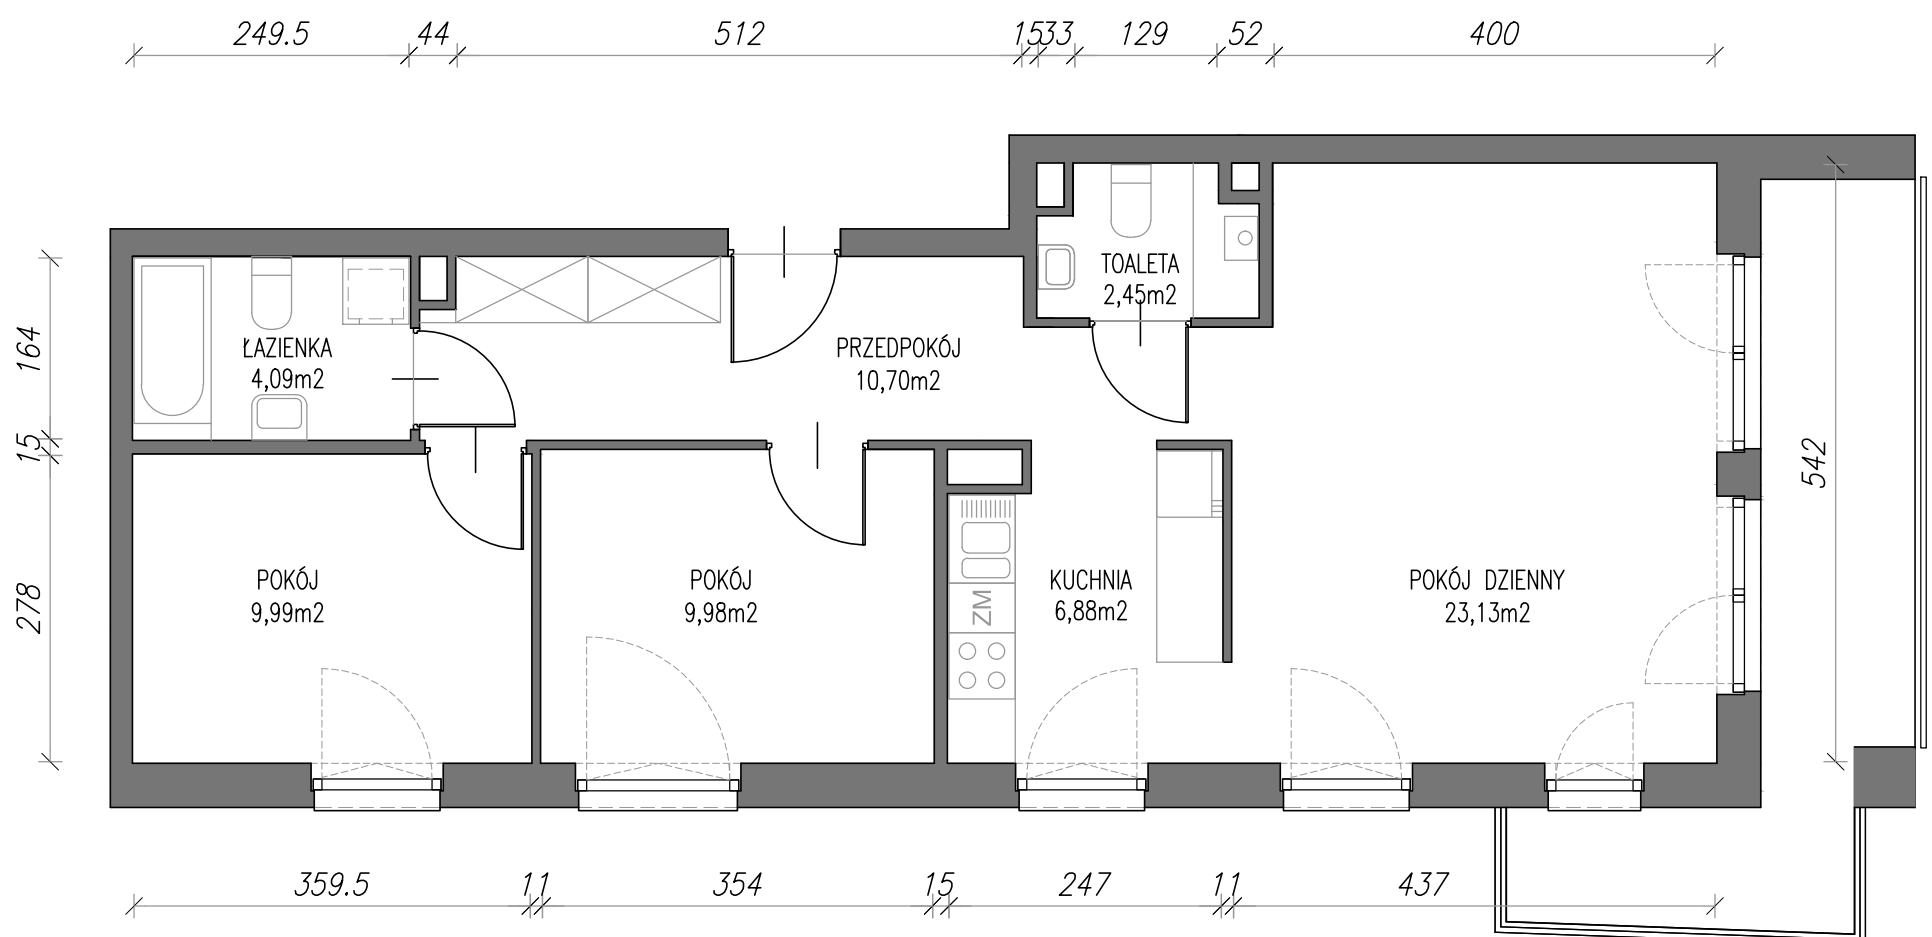 249.5 44 512 15 33 129 52 400
TOALETA
2,45m2
ŁAZIENKA
4,09m2
PRZEDPOKÓJ
10,70m2
164
15
278
542
POKÓJ
9,99m2
POKÓJ
9,98m2
ZM
KUCHNIA
6,88m2
POKÓJ DZIENNY
23,13m2
359.5 11 354 15 247 11 437